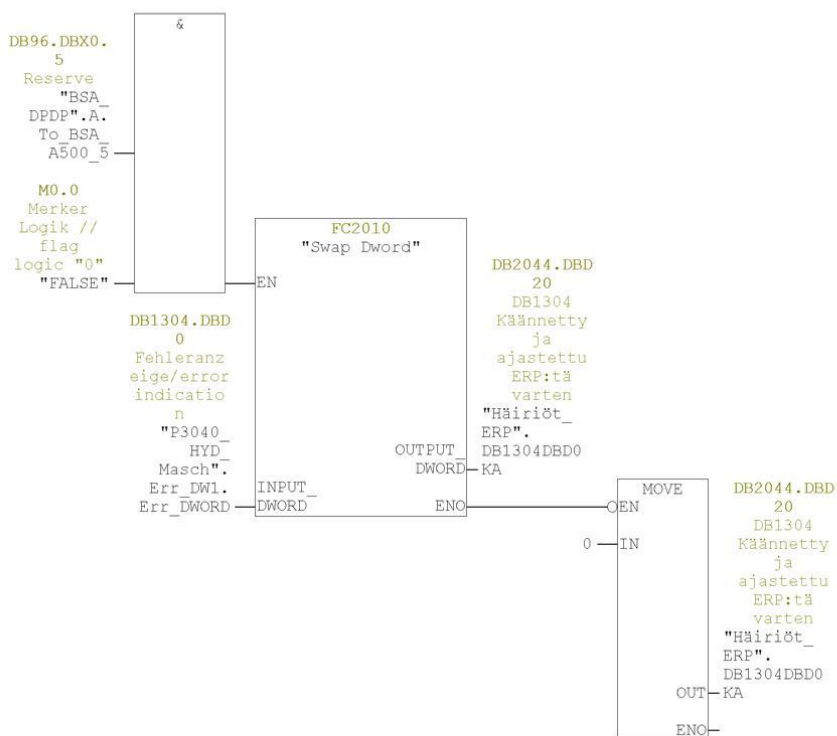 &
DB96.DBX0.
5
Reserve
"BSA_
DPDP".A.
To_BSA_
A500_5
M0.0
Merker
Logik //
flag
logic "0"
"FALSE"
FC2010
"Swap Dword"
EN
DB1304.DBD
0
Fehleranz
eige/error
indicatio
n
"P3040_
HYD_
Masch".
Err_DW1.
Err_DWORD
INPUT_
DWORD
OUTPUT_
DWORD
ENO
DB2044.DBD
20
DB1304
Käännetty
ja
ajastettu
ERP:tä
varten
"Häiriöt_
ERP".
DB1304DBD0
KA
MOVE
EN
0
IN
OUT
ENO
DB2044.DBD
20
DB1304
Käännetty
ja
ajastettu
ERP:tä
varten
"Häiriöt_
ERP".
DB1304DBD0
KA